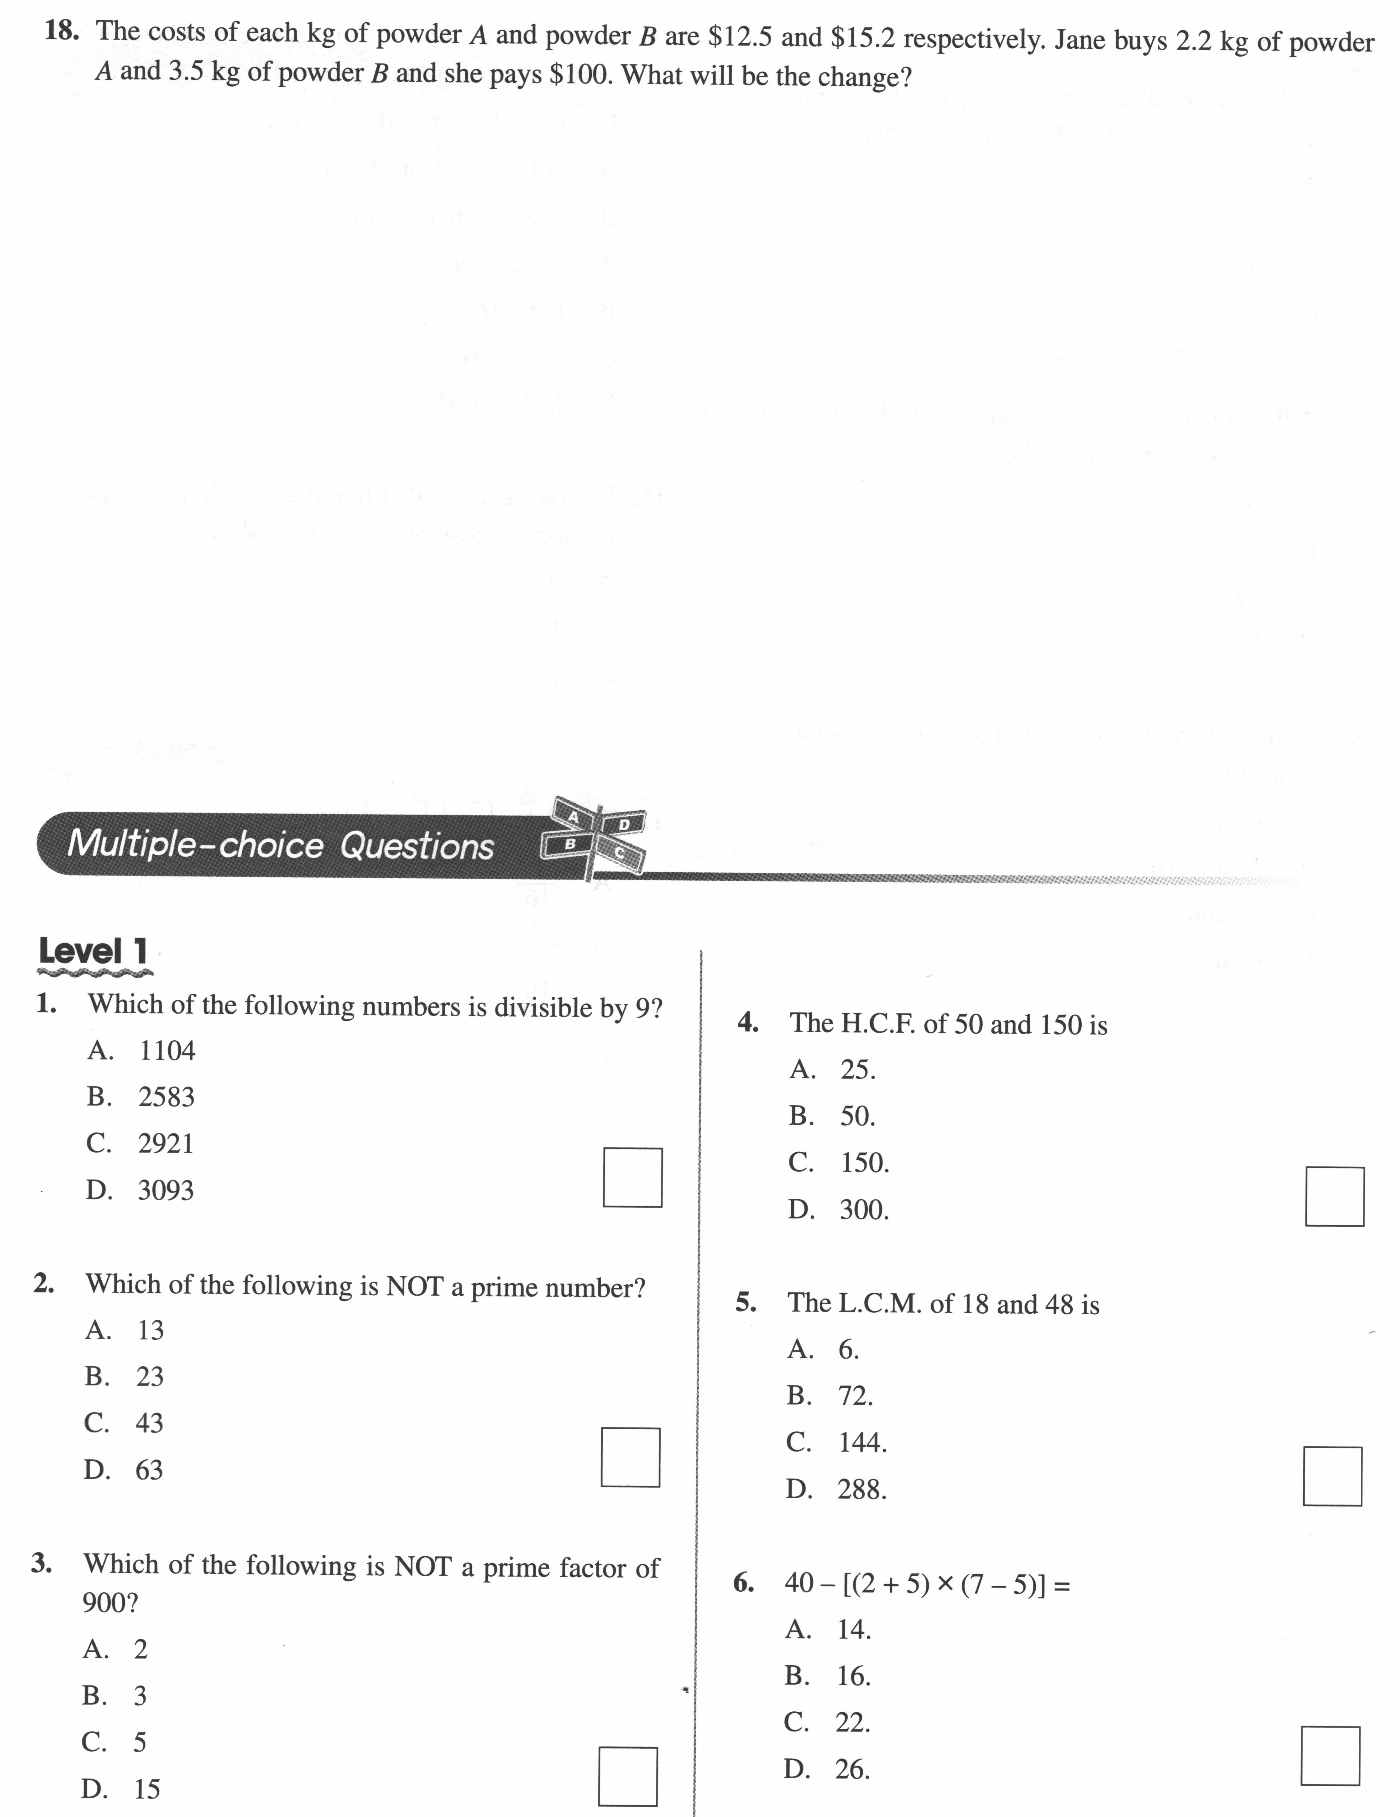 18. The costs of each kg of powder A and powder B are $12.5 and $15.2 respectively. Jane buys 2.2 kg of powder
A and 3.5 kg of powder B and she pays $100. What will be the change?
Multiple-choice Questions
A
D
B
C
Level 1
1. Which of the following numbers is divisible by 9?
A. 1104
B. 2583
C. 2921
D. 3093
2. Which of the following is NOT a prime number?
A. 13
B. 23
C. 43
D. 63
3. Which of the following is NOT a prime factor of
900?
A. 2
B. 3
C. 5
D. 15
4. The H.C.F. of 50 and 150 is
A. 25.
B. 50.
C. 150.
D. 300.
5. The L.C.M. of 18 and 48 is
A. 6.
B. 72.
C. 144.
D. 288.
6. 40 – [(2 + 5) × (7 – 5)] =
A. 14.
B. 16.
C. 22.
D. 26.